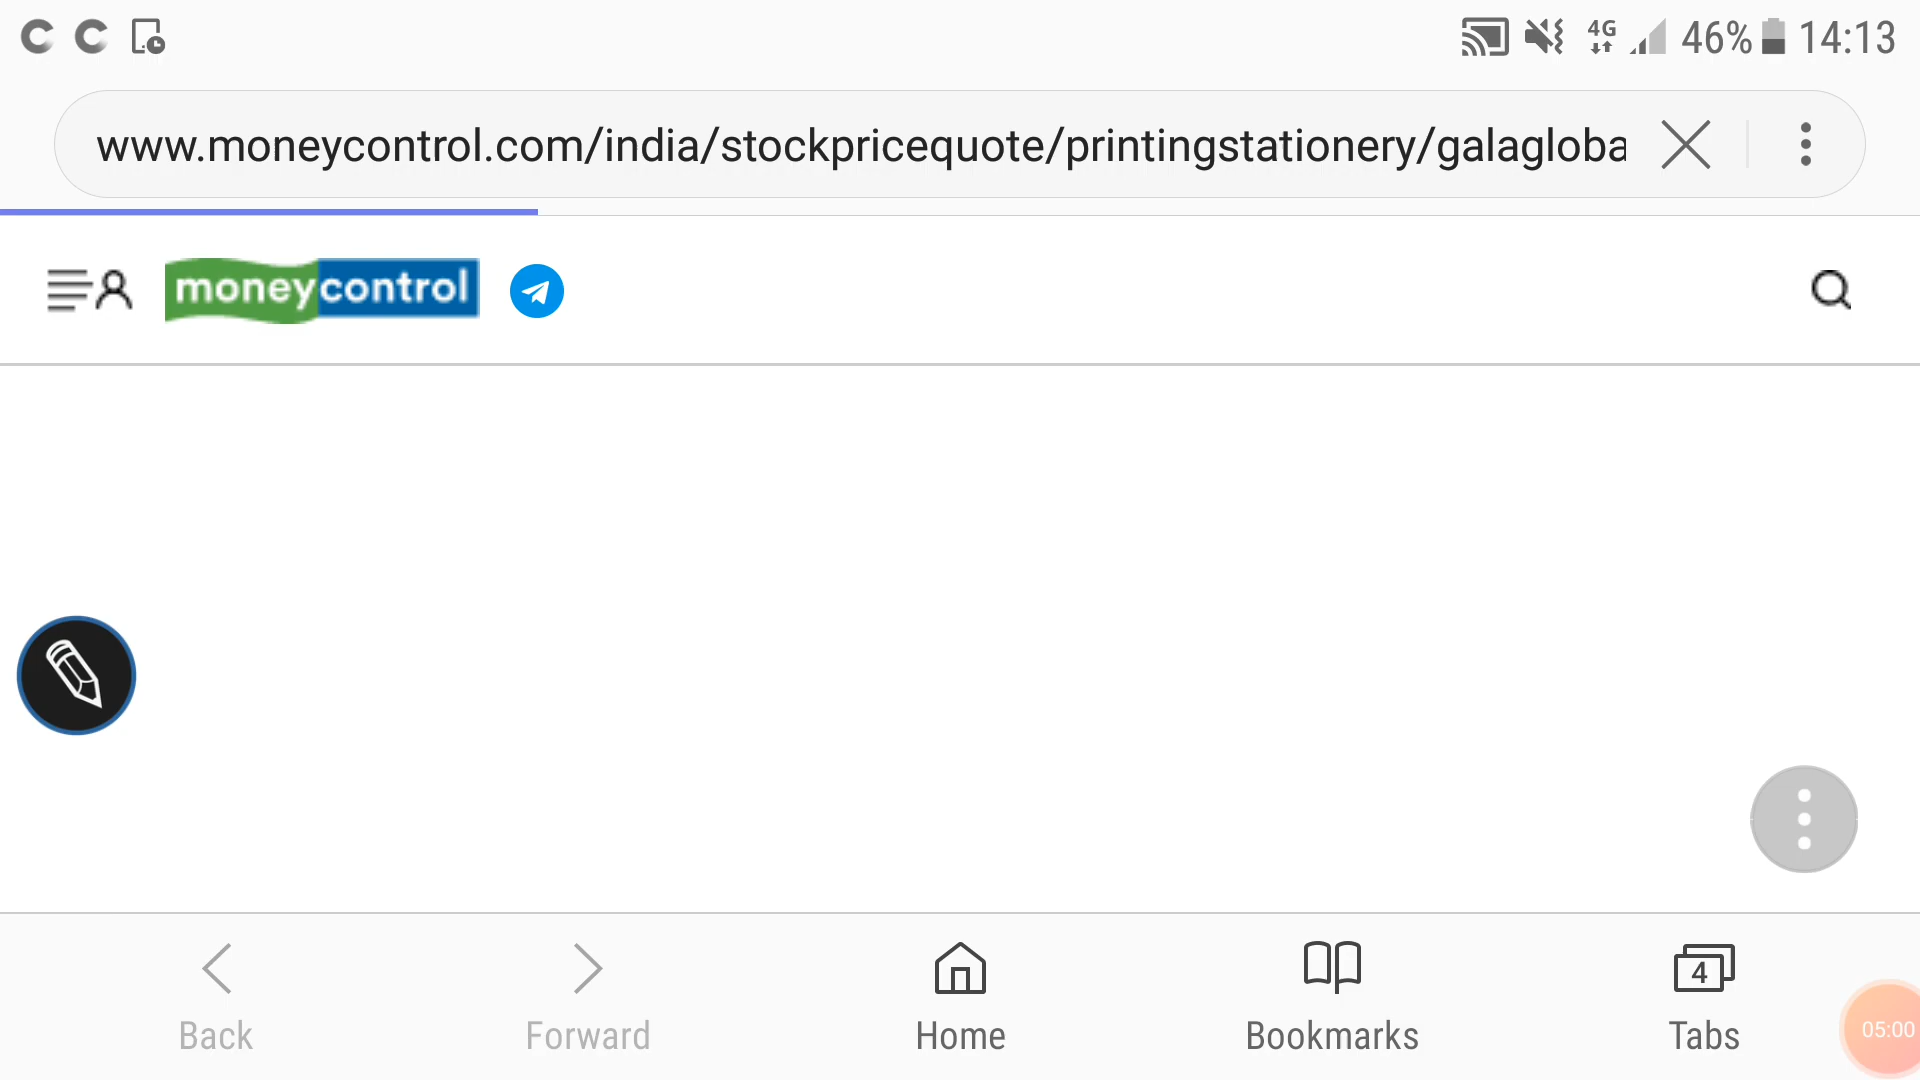 4G 46% 14:13
www.moneycontrol.com/india/stockpricequote/printingstationery/galagloba
moneycontrol
Back Forward Home Bookmarks 4 Tabs
05:00